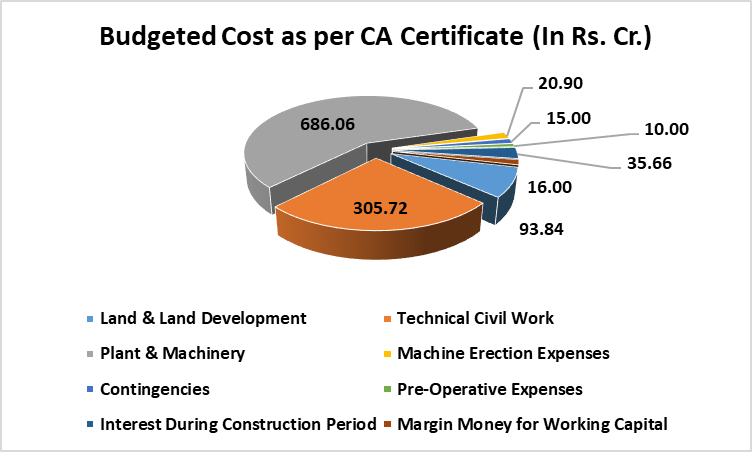 Budgeted Cost as per CA Certificate (In Rs. Cr.)
20.90
686.06
15.00
10.00
35.66
16.00
305.72
93.84
Land & Land Development
Technical Civil Work
Plant & Machinery
Machine Erection Expenses
Contingencies
Pre-Operative Expenses
Interest During Construction Period
Margin Money for Working Capital